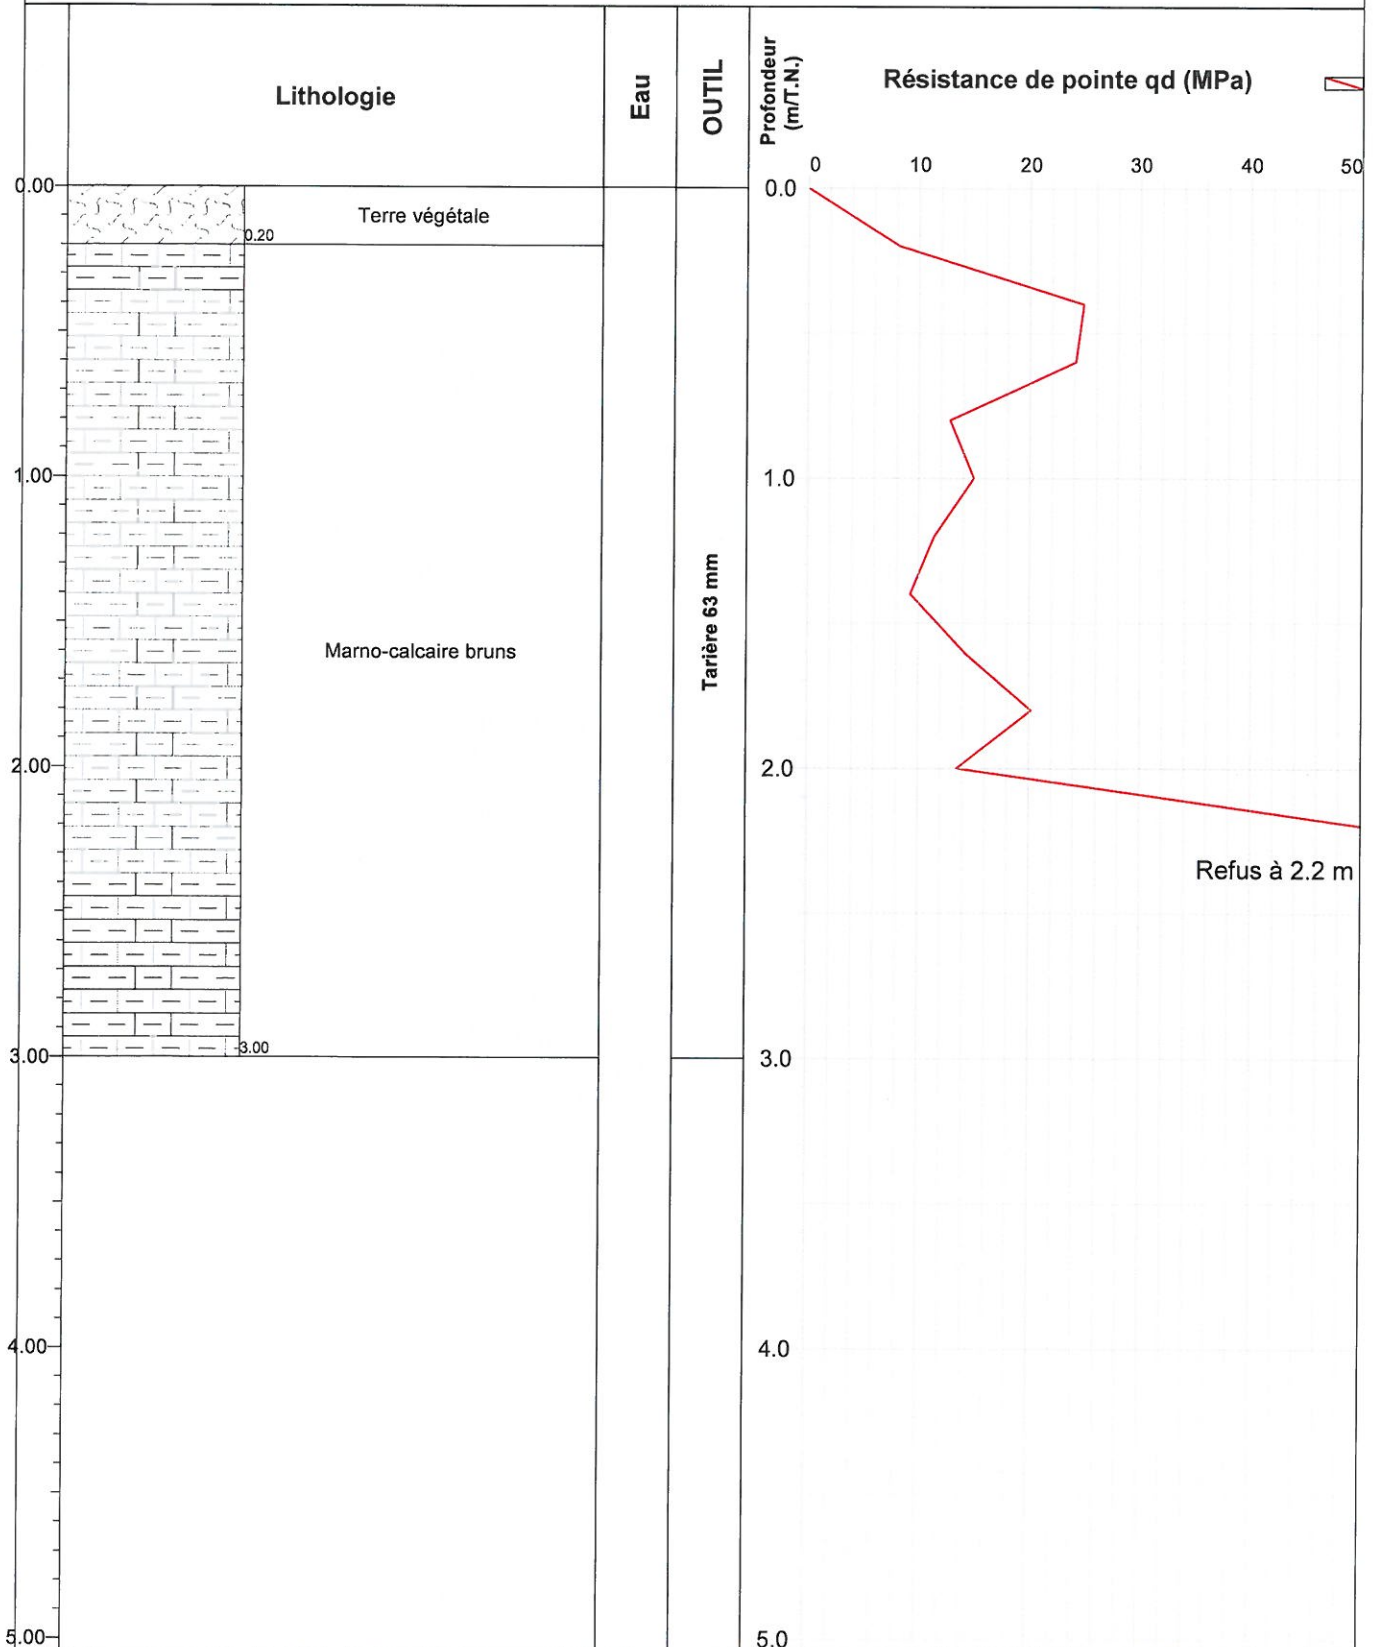 Lithologie
Eau
OUTIL
Profondeur
(m/T.N.)
Résistance de pointe qd (MPa)
0 10 20 30 40 50
0.00
Terre végétale
0.20
0.0
1.00
1.0
Marno-calcaire bruns
Tarière 63 mm
2.00
2.0
Refus à 2.2 m
3.00
3.00
3.0
4.00
4.0
5.00
5.0